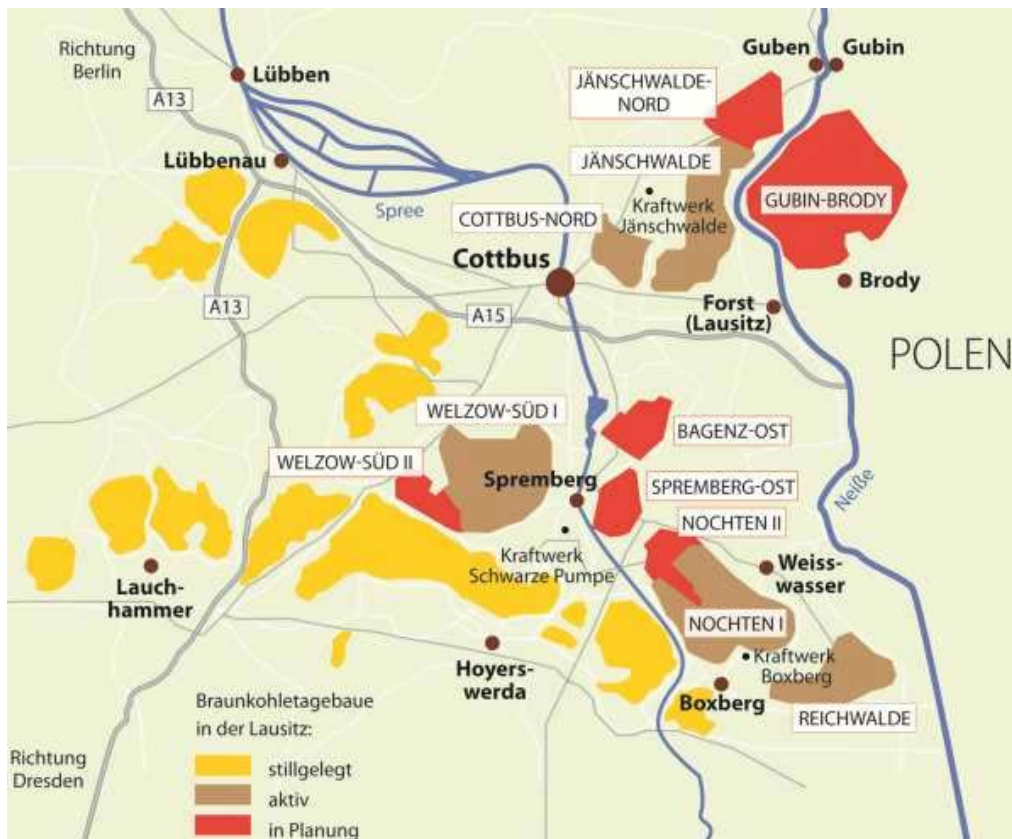 Richtung
Berlin
A13
Lübben
Guben
Gubin
JÄNSCHWALDE-
NORD
Lübbenau
JÄNSCHWALDE
Kraftwerk
Jänschwalde
GUBIN-BRODY
Spree
COTTBUS-NORD
Cottbus
Brody
A13
A15
Forst
(Lausitz)
POLEN
WELZOW-SÜD I
BAGENZ-OST
WELZOW-SÜD II
Spremberg
SPREMBERG-OST
Neiße
NOCHTEN II
Kraftwerk
Schwarze Pumpe
Weiss-
wasser
Lauch-
hammer
NOCHTEN I
Hoyers-
werda
Kraftwerk
Boxberg
Boxberg
REICHWALDE
Braunkohletagebaue
in der Lausitz:
Richtung
Dresden
stillgelegt
aktiv
in Planung